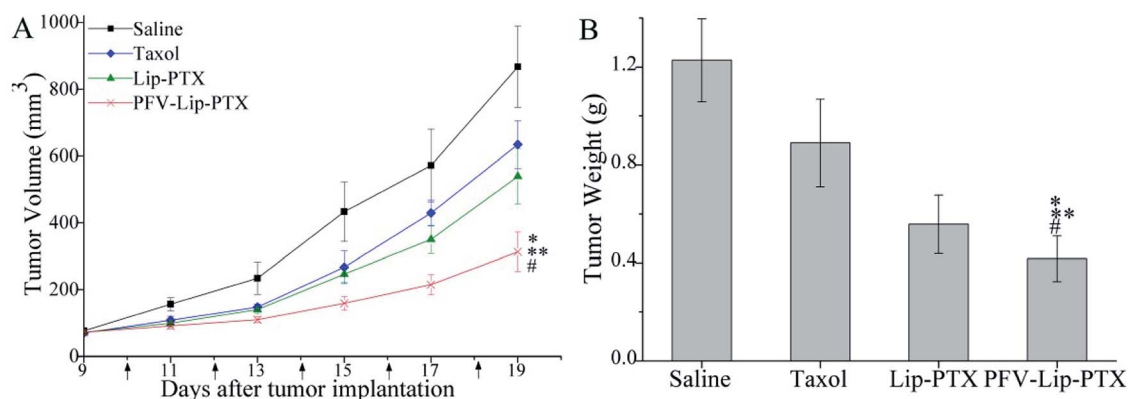 A
Saline
Taxol
Lip-PTX
PFV-Lip-PTX
Tumor Volume (mm³)
1000
800
600
400
200
0
*
**
#
9 11 13 15 17 19
Days after tumor implantation
B
Tumor Weight (g)
1.2
0.8
0.4
0.0
*
**
#
Saline Taxol Lip-PTX PFV-Lip-PTX